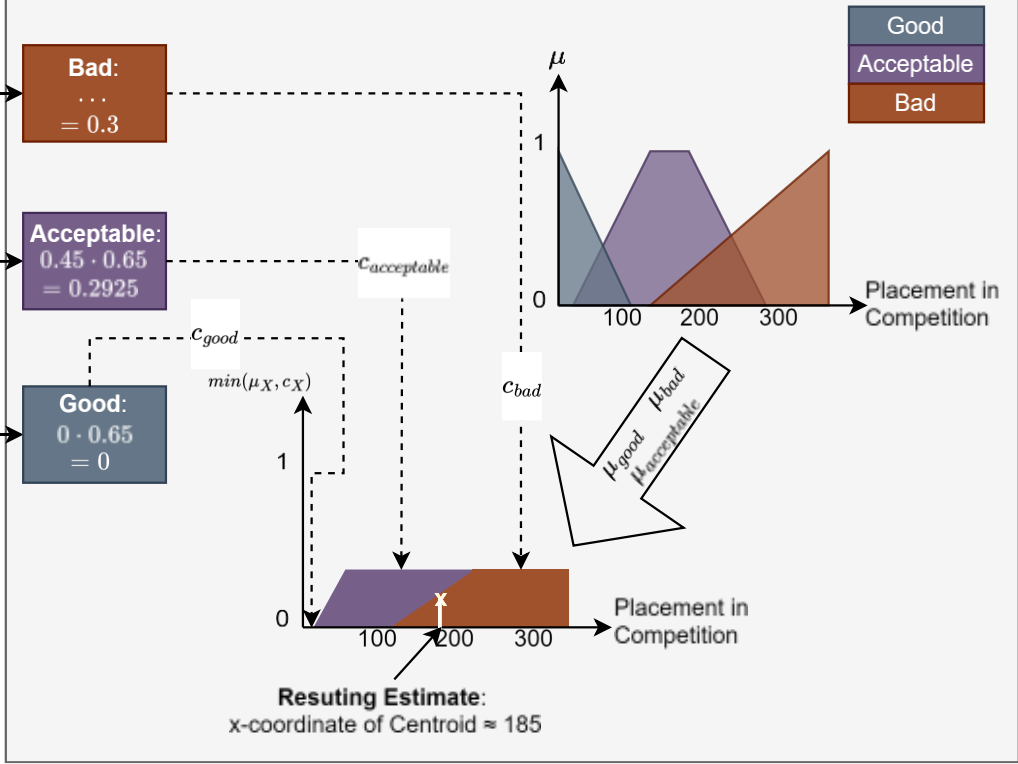 Good
Acceptable
Bad
Bad:
...
= 0.3
μ
1
0
100 200 300
Placement in
Competition
Acceptable:
0.45 · 0.65
= 0.2925
c_acceptable
c_good
min(μ_X, c_X)
c_bad
Good:
0 · 0.65
= 0
μ_good μ_bad
μ_acceptable
1
0
100 200 300
Placement in
Competition
Resuting Estimate:
x-coordinate of Centroid ≈ 185
x